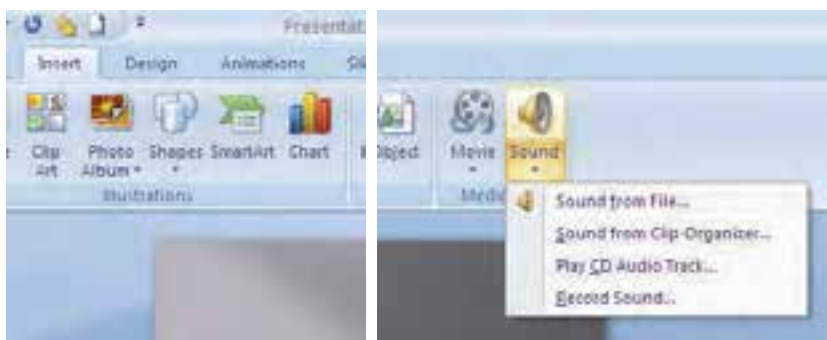 Presentat
Insert Design Animations
Clip Art
Photo Album
Shapes
SmartArt
Chart
Illustrations
Object
Movie
Sound
Media
Sound from File...
Sound from Clip Organizer...
Play CD Audio Track...
Record Sound...